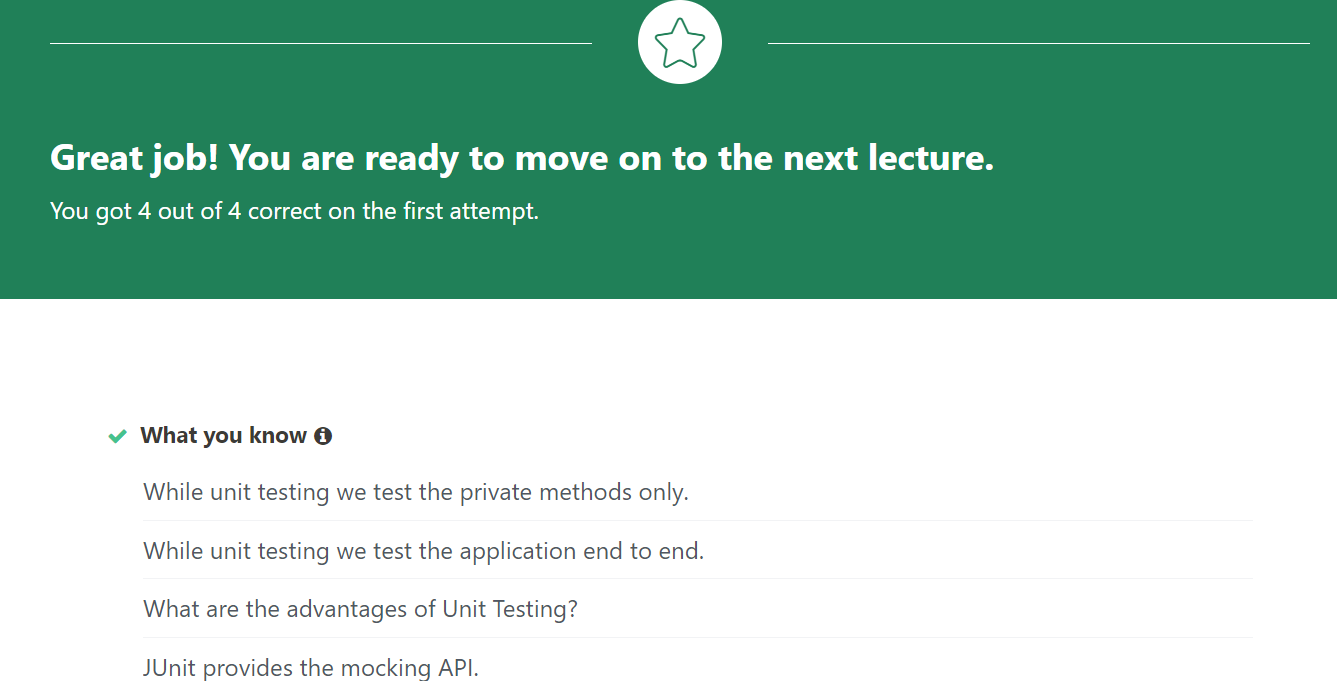 Great job! You are ready to move on to the next lecture.
You got 4 out of 4 correct on the first attempt.
What you know
While unit testing we test the private methods only.
While unit testing we test the application end to end.
What are the advantages of Unit Testing?
JUnit provides the mocking API.